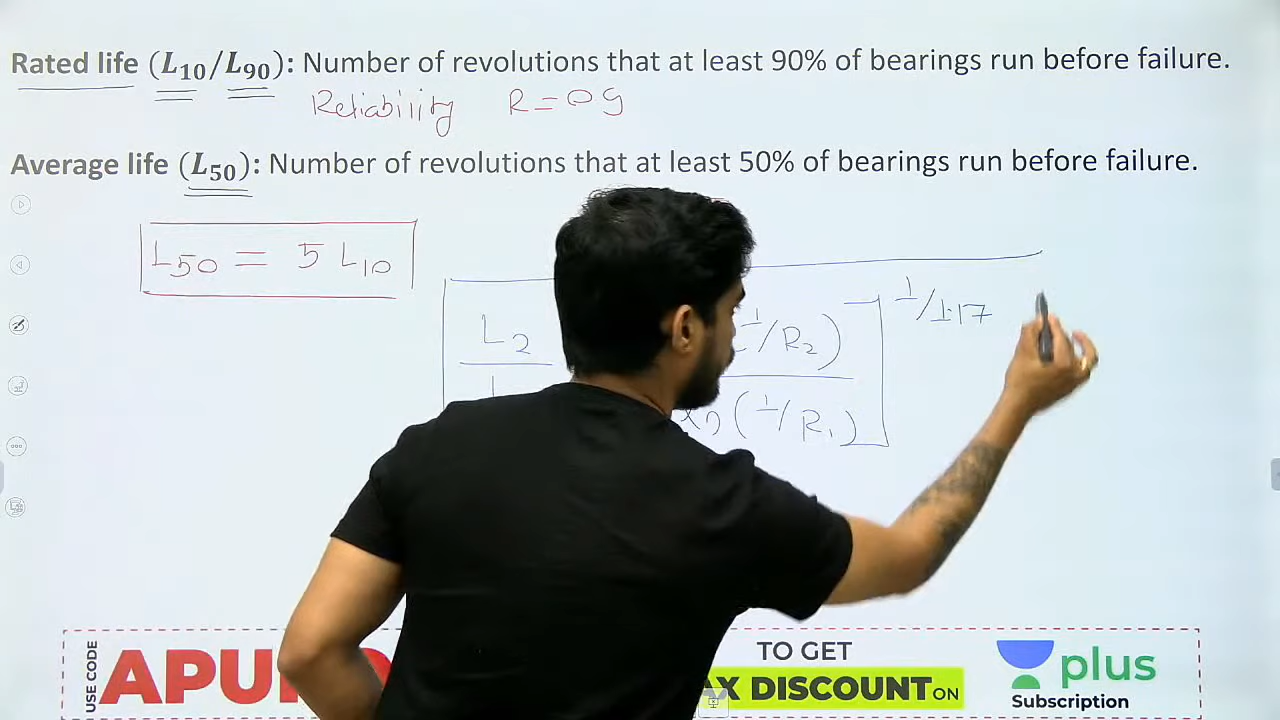 Rated life (L10/L90): Number of revolutions that at least 90% of bearings run before failure.
Reliability R = 0 9
Average life (L50): Number of revolutions that at least 50% of bearings run before failure.
L50 = 5 L10
L2
(1/R2)
(1/R1)
1/1.17
USE CODE
TO GET
DISCOUNT ON
plus
Subscription